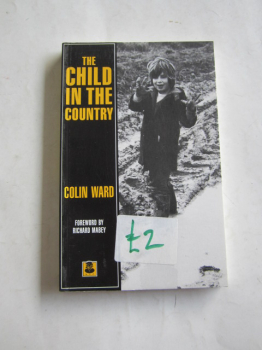 THE
CHILD
IN THE
COUNTRY
COLIN WARD
FOREWORD BY
RICHARD MABEY
£2